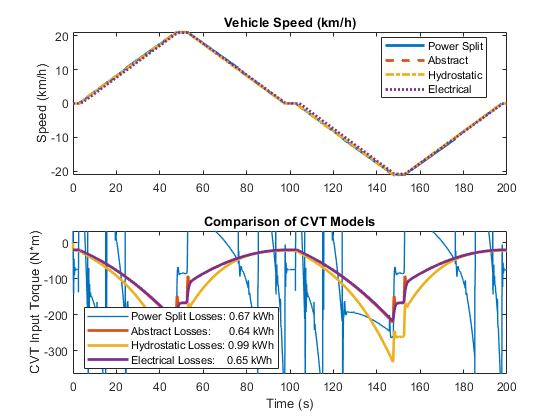 Vehicle Speed (km/h)
20
10
0
-10
-20
Speed (km/h)
Power Split
Abstract
Hydrostatic
Electrical
0 20 40 60 80 100 120 140 160 180 200
Comparison of CVT Models
0
-100
-200
-300
CVT Input Torque (N*m)
Power Split Losses: 0.67 kWh
Abstract Losses: 0.64 kWh
Hydrostatic Losses: 0.99 kWh
Electrical Losses: 0.65 kWh
0 20 40 60 80 100 120 140 160 180 200
Time (s)